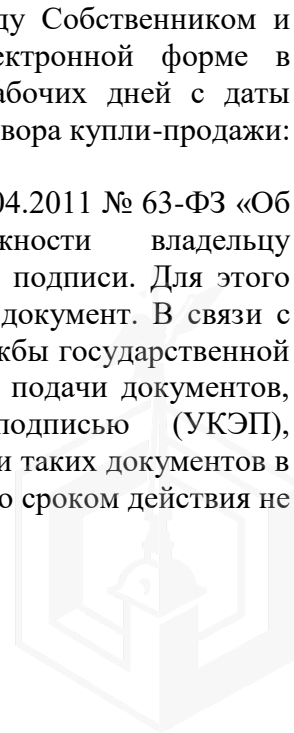 ду Собственником и
ектронной форме в
абочих дней с даты
вора купли-продажи:
04.2011 № 63-ФЗ «Об
жности владельцу
подписи. Для этого
документ. В связи с
жбы государственной
подачи документов,
подписью (УКЭП),
и таких документов в
о сроком действия не